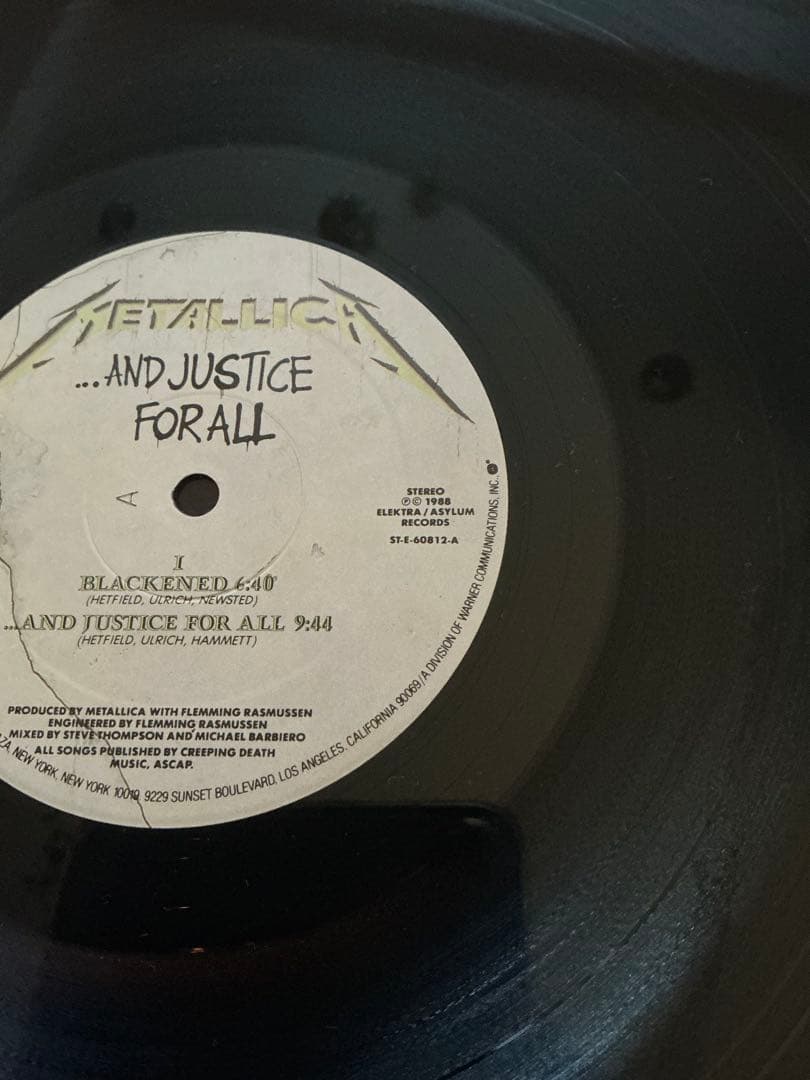 METALLICA
...AND JUSTICE
FOR ALL
A
STEREO
Ⓟ© 1988
ELEKTRA / ASYLUM
RECORDS
ST-E-60812-A
I
BLACKENED 6:40
(HETFIELD, ULRICH, NEWSTED)
...AND JUSTICE FOR ALL 9:44
(HETFIELD, ULRICH, HAMMETT)
PRODUCED BY METALLICA WITH FLEMMING RASMUSSEN
ENGINEERED BY FLEMMING RASMUSSEN
MIXED BY STEVE THOMPSON AND MICHAEL BARBIERO
ALL SONGS PUBLISHED BY CREEPING DEATH
MUSIC, ASCAP.
NEW YORK, NEW YORK 10019, 9229 SUNSET BOULEVARD, LOS ANGELES, CALIFORNIA 90069/A DIVISION OF WARNER COMMUNICATIONS, INC.